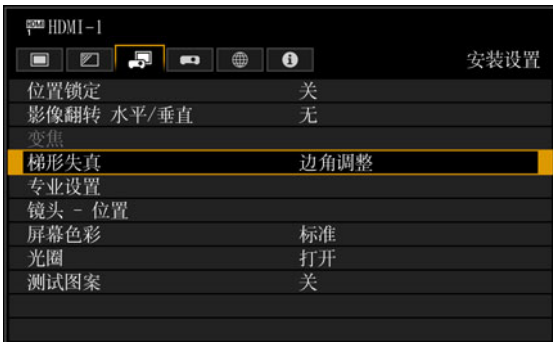 HDMI HDMI-1
安装设置
位置锁定 关
影像翻转 水平/垂直 无
变焦
梯形失真 边角调整
专业设置
镜头 - 位置
屏幕色彩 标准
光圈 打开
测试图案 关